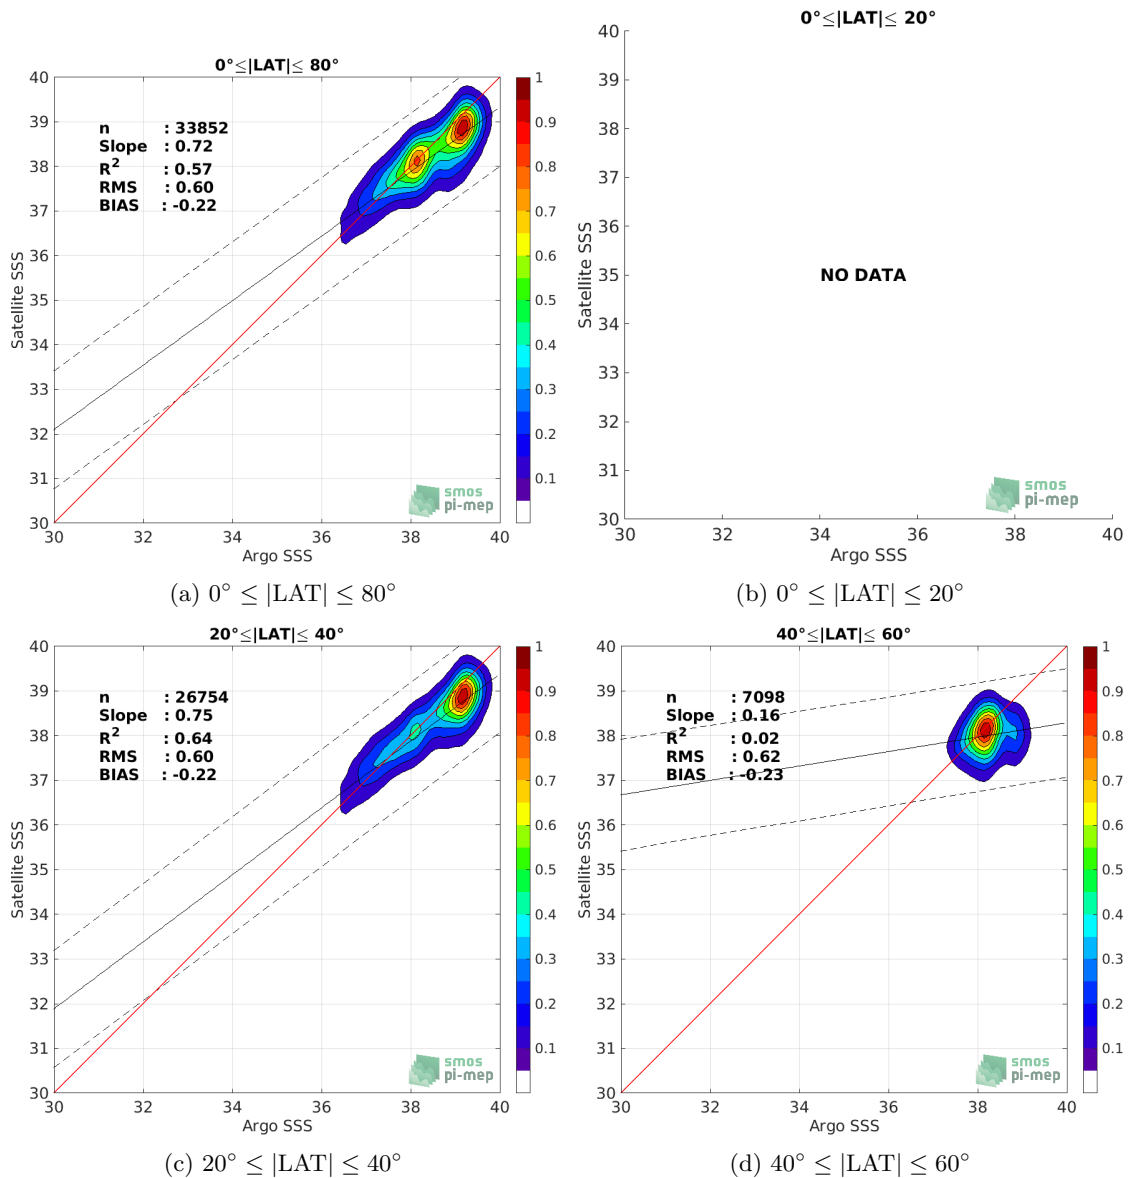 0°≤|LAT|≤ 80°
40
39
38
37
36
35
34
33
32
31
30
Satellite SSS
n : 33852
Slope : 0.72
R² : 0.57
RMS : 0.60
BIAS : -0.22
1
0.9
0.8
0.7
0.6
0.5
0.4
0.3
0.2
0.1
smos
pi-mep
30 32 34 36 38 40
Argo SSS
(a) 0° ≤ |LAT| ≤ 80°
0°≤|LAT|≤ 20°
40
39
38
37
36
35
34
33
32
31
30
Satellite SSS
NO DATA
smos
pi-mep
30 32 34 36 38 40
Argo SSS
(b) 0° ≤ |LAT| ≤ 20°
20°≤|LAT|≤ 40°
40
39
38
37
36
35
34
33
32
31
30
Satellite SSS
n : 26754
Slope : 0.75
R² : 0.64
RMS : 0.60
BIAS : -0.22
1
0.9
0.8
0.7
0.6
0.5
0.4
0.3
0.2
0.1
smos
pi-mep
30 32 34 36 38 40
Argo SSS
(c) 20° ≤ |LAT| ≤ 40°
40°≤|LAT|≤ 60°
40
39
38
37
36
35
34
33
32
31
30
Satellite SSS
n : 7098
Slope : 0.16
R² : 0.02
RMS : 0.62
BIAS : -0.23
1
0.9
0.8
0.7
0.6
0.5
0.4
0.3
0.2
0.1
smos
pi-mep
30 32 34 36 38 40
Argo SSS
(d) 40° ≤ |LAT| ≤ 60°